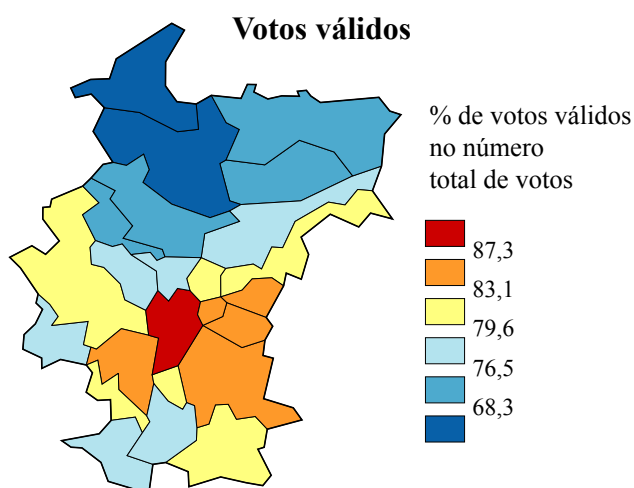 Votos válidos
% de votos válidos
no número
total de votos
87,3
83,1
79,6
76,5
68,3